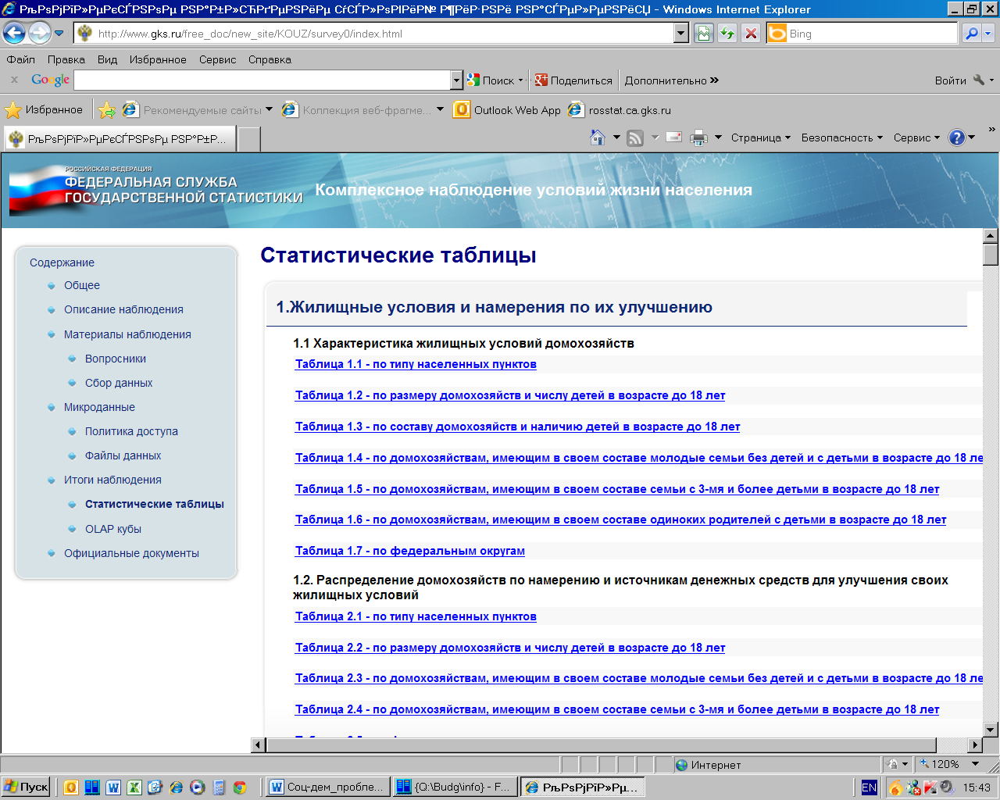 РљРѕРјРїР»РµРєСЃРЅРѕРµ РЅР°Р±Р»СЋРґРµРЅРёРµ СѓСЃР»РѕРІРёР№ Р¶РёР·РЅРё РЅР°СЃРµР»РµРЅРёСЏ - Windows Internet Explorer
http://www.gks.ru/free_doc/new_site/KOUZ/survey0/index.html
Bing
Файл Правка Вид Избранное Сервис Справка
x Google Поиск Поделиться Дополнительно » Войти
Избранное Рекомендуемые сайты Коллекция веб-фрагме... Outlook Web App rosstat.ca.gks.ru
РљРѕРјРїР»РµРєСЃРЅРѕРµ РЅР°Р±Р... Страница Безопасность Сервис »
РОССИЙСКАЯ ФЕДЕРАЦИЯ
ФЕДЕРАЛЬНАЯ СЛУЖБА
ГОСУДАРСТВЕННОЙ СТАТИСТИКИ
Комплексное наблюдение условий жизни населения
Содержание
Общее
Описание наблюдения
Материалы наблюдения
Вопросники
Сбор данных
Микроданные
Политика доступа
Файлы данных
Итоги наблюдения
Статистические таблицы
OLAP кубы
Официальные документы
Статистические таблицы
1.Жилищные условия и намерения по их улучшению
1.1 Характеристика жилищных условий домохозяйств
Таблица 1.1 - по типу населенных пунктов
Таблица 1.2 - по размеру домохозяйств и числу детей в возрасте до 18 лет
Таблица 1.3 - по составу домохозяйств и наличию детей в возрасте до 18 лет
Таблица 1.4 - по домохозяйствам, имеющим в своем составе молодые семьи без детей и с детьми в возрасте до 18 ле
Таблица 1.5 - по домохозяйствам, имеющим в своем составе семьи с 3-мя и более детьми в возрасте до 18 лет
Таблица 1.6 - по домохозяйствам, имеющим в своем составе одиноких родителей с детьми в возрасте до 18 лет
Таблица 1.7 - по федеральным округам
1.2. Распределение домохозяйств по намерению и источникам денежных средств для улучшения своих
жилищных условий
Таблица 2.1 - по типу населенных пунктов
Таблица 2.2 - по размеру домохозяйств и числу детей в возрасте до 18 лет
Таблица 2.3 - по домохозяйствам, имеющим в своем составе молодые семьи без детей и с детьми в возрасте до 18 ле
Таблица 2.4 - по домохозяйствам, имеющим в своем составе семьи с 3-мя и более детьми в возрасте до 18 лет
Интернет 120%
Пуск Соц-дем_пробле... {Q:\Budg\info} - F... РљРѕРјРїР»Рµ... EN 15:43